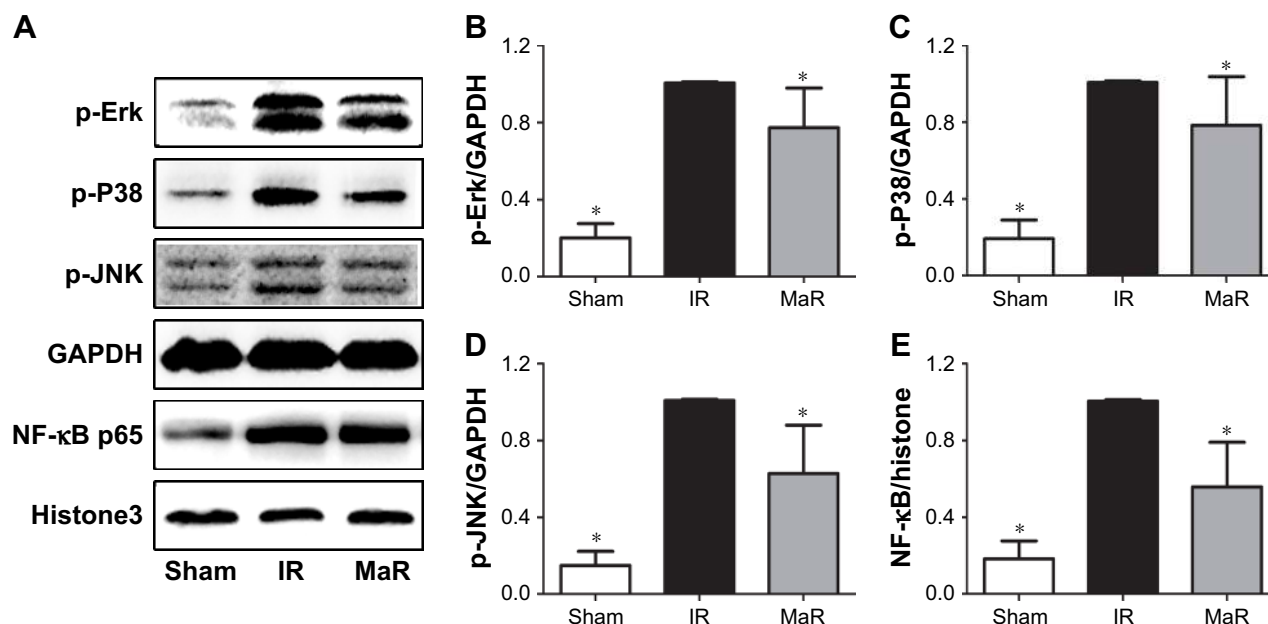 A
p-Erk
p-P38
p-JNK
GAPDH
NF-κB p65
Histone3
Sham IR MaR
B
p-Erk/GAPDH
1.2
0.8
0.4
0.0
*
*
Sham IR MaR
C
p-P38/GAPDH
1.2
0.8
0.4
0.0
*
*
Sham IR MaR
D
p-JNK/GAPDH
1.2
0.8
0.4
0.0
*
*
Sham IR MaR
E
NF-κB/histone
1.2
0.8
0.4
0.0
*
*
Sham IR MaR